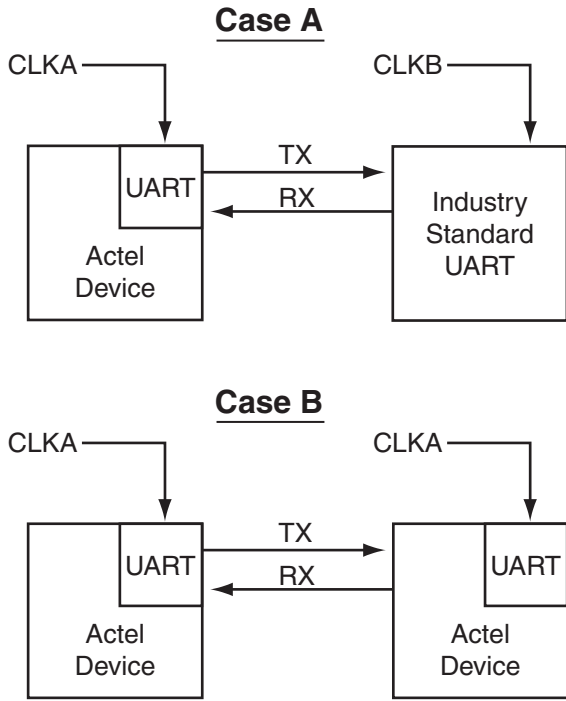 Case A
CLKA
CLKB
UART
TX
RX
Actel
Device
Industry
Standard
UART
Case B
CLKA
CLKA
UART
TX
RX
UART
Actel
Device
Actel
Device